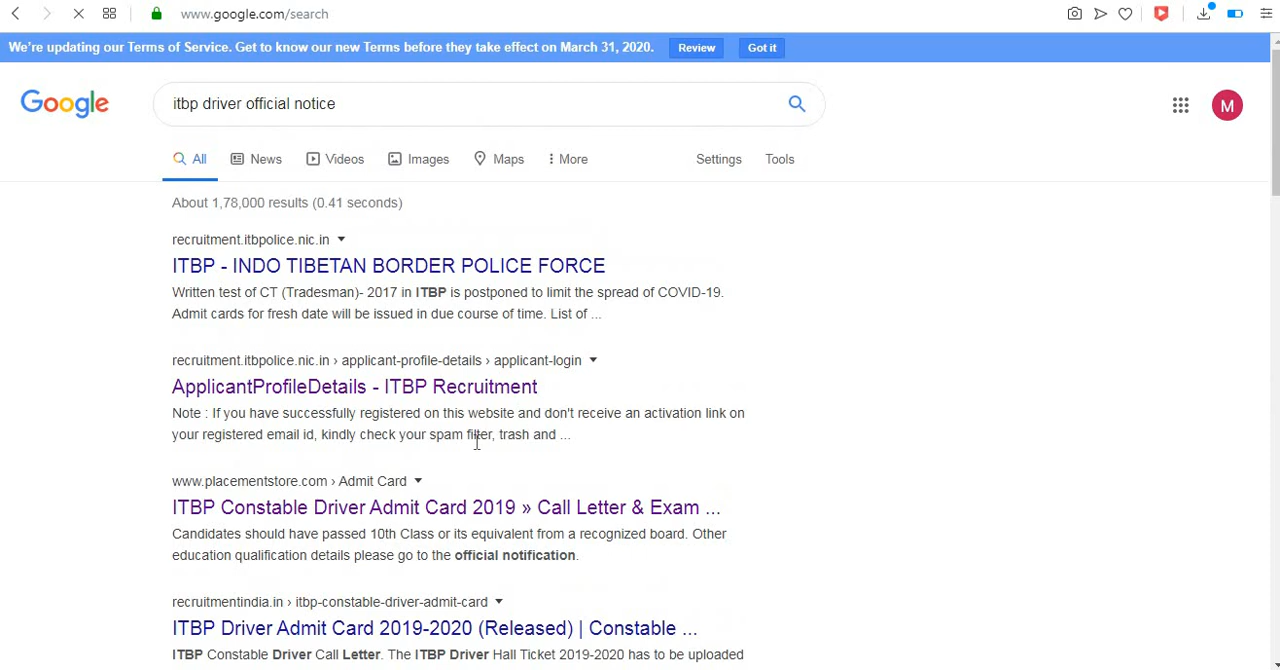 www.google.com/search
We're updating our Terms of Service. Get to know our new Terms before they take effect on March 31, 2020. Review Got it
Google itbp driver official notice M
All News Videos Images Maps More Settings Tools
About 1,78,000 results (0.41 seconds)
recruitment.itbpolice.nic.in
ITBP - INDO TIBETAN BORDER POLICE FORCE
Written test of CT (Tradesman)- 2017 in ITBP is postponed to limit the spread of COVID-19.
Admit cards for fresh date will be issued in due course of time. List of ...
recruitment.itbpolice.nic.in › applicant-profile-details › applicant-login
ApplicantProfileDetails - ITBP Recruitment
Note : If you have successfully registered on this website and don't receive an activation link on
your registered email id, kindly check your spam filter, trash and ...
www.placementstore.com › Admit Card
ITBP Constable Driver Admit Card 2019 » Call Letter & Exam ...
Candidates should have passed 10th Class or its equivalent from a recognized board. Other
education qualification details please go to the official notification.
recruitmentindia.in › itbp-constable-driver-admit-card
ITBP Driver Admit Card 2019-2020 (Released) | Constable ...
ITBP Constable Driver Call Letter. The ITBP Driver Hall Ticket 2019-2020 has to be uploaded